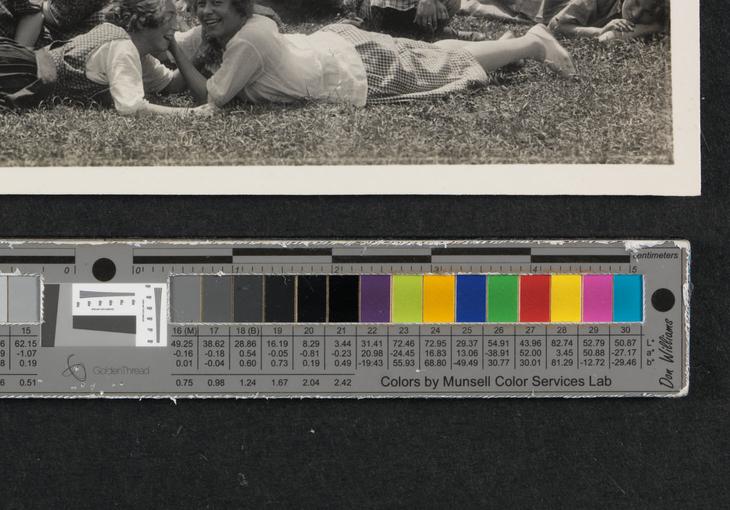 0 0 1 2 3 4 5 centimeters
15 16 (M) 17 18 (B) 19 20 21 22 23 24 25 26 27 28 29 30
62.15 49.25 38.62 28.86 16.19 8.29 3.44 31.41 72.46 72.95 29.37 54.91 43.96 82.74 52.79 50.87 L*
-1.07 -0.16 -0.18 0.54 -0.05 -0.81 -0.23 20.98 -24.45 16.83 13.06 -38.91 52.00 3.45 50.88 -27.17 a*
0.19 0.01 -0.04 0.60 0.73 0.19 0.49 -19.43 55.93 68.80 -49.49 30.77 30.01 81.29 -12.72 -29.46 b*
0.51 0.75 0.98 1.24 1.67 2.04 2.42 Colors by Munsell Color Services Lab
GoldenThread
Don Williams